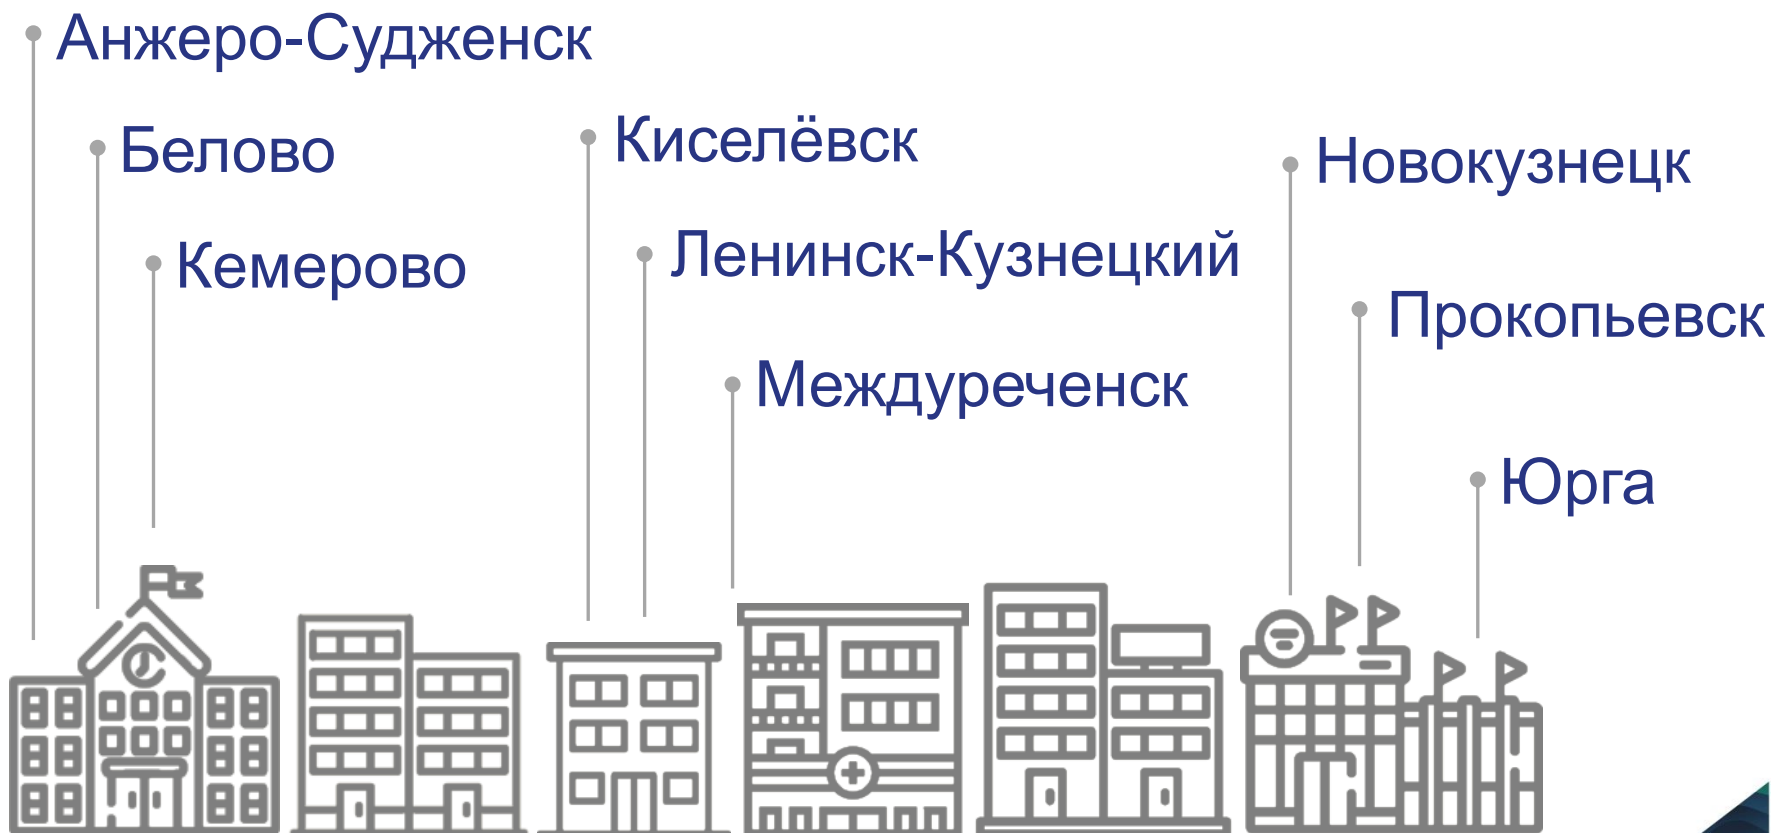 Анжеро-Судженск
Белово
Кемерово
Киселёвск
Ленинск-Кузнецкий
Междуреченск
Новокузнецк
Прокопьевск
Юрга